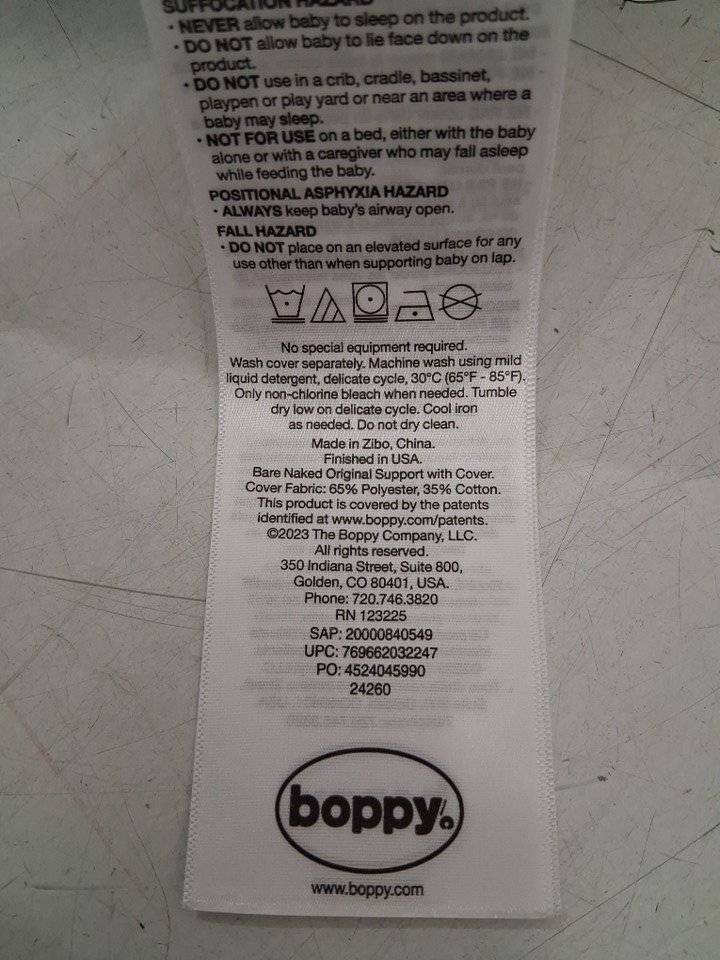 SUFFOCATION HAZARD
• NEVER allow baby to sleep on the product.
• DO NOT allow baby to lie face down on the
product.
• DO NOT use in a crib, cradle, bassinet,
playpen or play yard or near an area where a
baby may sleep.
• NOT FOR USE on a bed, either with the baby
alone or with a caregiver who may fall asleep
while feeding the baby.
POSITIONAL ASPHYXIA HAZARD
• ALWAYS keep baby's airway open.
FALL HAZARD
• DO NOT place on an elevated surface for any
use other than when supporting baby on lap.
No special equipment required.
Wash cover separately. Machine wash using mild
liquid detergent, delicate cycle, 30°C (65°F - 85°F).
Only non-chlorine bleach when needed. Tumble
dry low on delicate cycle. Cool iron
as needed. Do not dry clean.
Made in Zibo, China.
Finished in USA.
Bare Naked Original Support with Cover.
Cover Fabric: 65% Polyester, 35% Cotton.
This product is covered by the patents
identified at www.boppy.com/patents.
©2023 The Boppy Company, LLC.
All rights reserved.
350 Indiana Street, Suite 800,
Golden, CO 80401, USA.
Phone: 720.746.3820
RN 123225
SAP: 20000840549
UPC: 769662032247
PO: 4524045990
24260
boppy
www.boppy.com